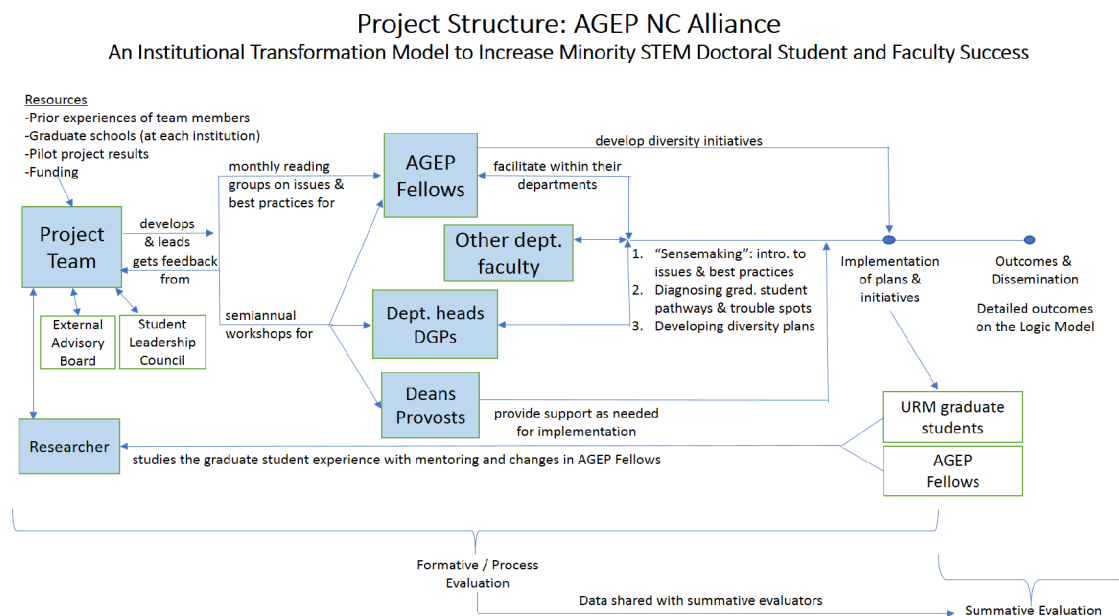 Project Structure: AGEP NC Alliance
An Institutional Transformation Model to Increase Minority STEM Doctoral Student and Faculty Success
Resources
-Prior experiences of team members
-Graduate schools (at each institution)
-Pilot project results
-Funding
Project
Team
develops
& leads
gets feedback
from
External
Advisory
Board
Student
Leadership
Council
Researcher
monthly reading
groups on issues &
best practices for
semiannual
workshops for
AGEP
Fellows
Other dept.
faculty
Dept. heads
DGPs
Deans
Provosts
develop diversity initiatives
facilitate within their
departments
1. “Sensemaking”: intro. to
issues & best practices
2. Diagnosing grad. student
pathways & trouble spots
3. Developing diversity plans
provide support as needed
for implementation
Implementation
of plans &
initiatives
Outcomes &
Dissemination
Detailed outcomes
on the Logic Model
URM graduate
students
AGEP
Fellows
studies the graduate student experience with mentoring and changes in AGEP Fellows
Formative / Process
Evaluation
Data shared with summative evaluators
Summative Evaluation